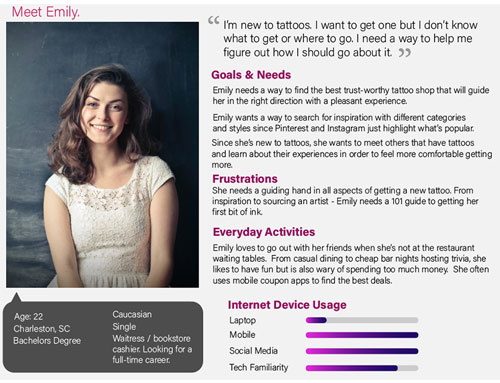 Meet Emily.
“ I’m new to tattoos. I want to get one but I don’t know
what to get or where to go. I need a way to help me
figure out how I should go about it. ”
Goals & Needs
Emily needs a way to find the best trust-worthy tattoo shop that will guide
her in the right direction with a pleasant experience.
Emily wants a way to search for inspiration with different categories
and styles since Pinterest and Instagram just highlight what’s popular.
Since she’s new to tattoos, she wants to meet others that have tattoos
and learn about their experiences in order to feel more comfortable getting
more.
Frustrations
She needs a guiding hand in all aspects of getting a new tattoo. From
inspiration to sourcing an artist - Emily needs a 101 guide to getting her
first bit of ink.
Everyday Activities
Emily loves to go out with her friends when she’s not at the restaurant
waiting tables. From casual dining to cheap bar nights hosting trivia, she
likes to have fun but is also wary of spending too much money. She often
uses mobile coupon apps to find the best deals.
Age: 22
Charleston, SC
Bachelors Degree
Caucasian
Single
Waitress / bookstore
cashier. Looking for a
full-time career.
Internet Device Usage
Laptop
Mobile
Social Media
Tech Familiarity